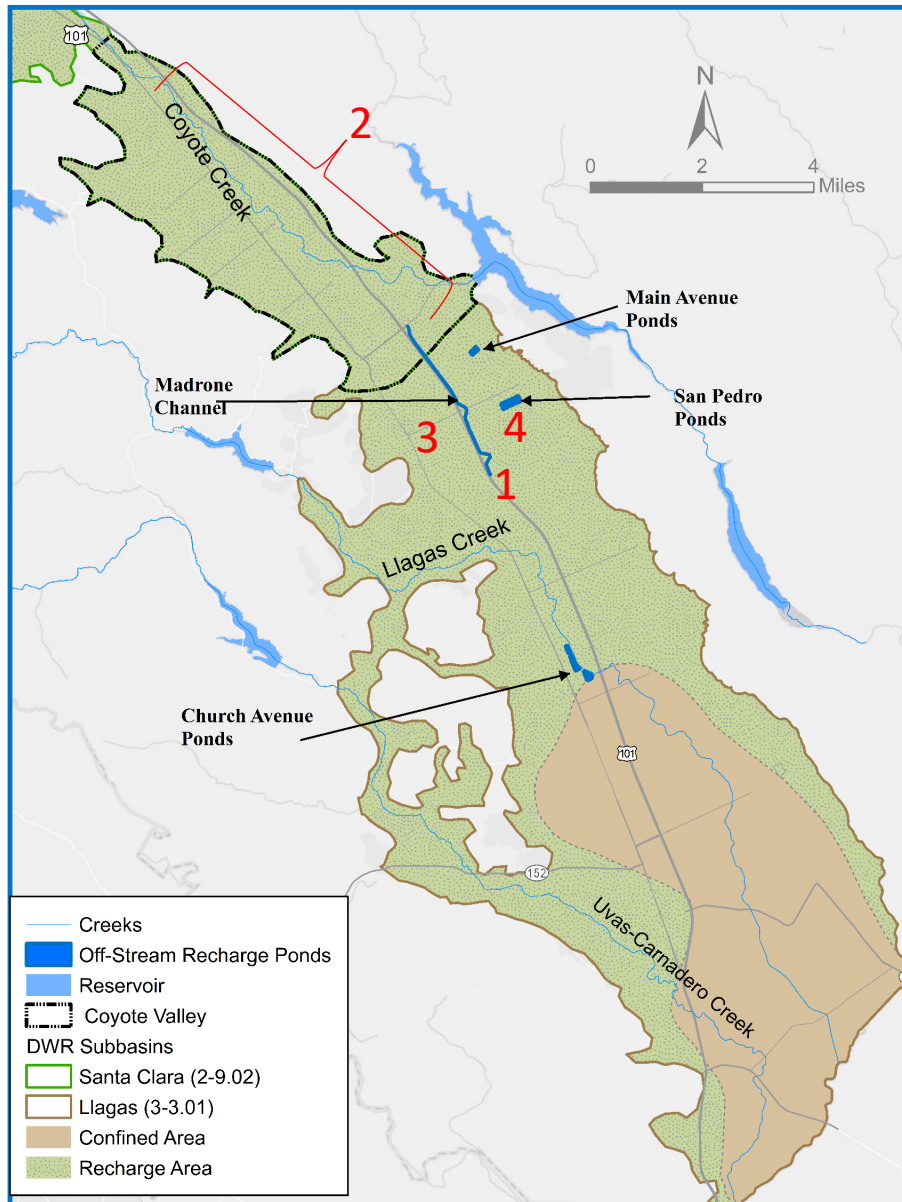 101
2
N
Coyote Creek
0 2 4
Miles
Main Avenue
Ponds
Madrone
Channel
San Pedro
Ponds
3
4
1
Llagas Creek
Church Avenue
Ponds
101
152
Uvas-Carnadero Creek
Creeks
Off-Stream Recharge Ponds
Reservoir
Coyote Valley
DWR Subbasins
Santa Clara (2-9.02)
Llagas (3-3.01)
Confined Area
Recharge Area